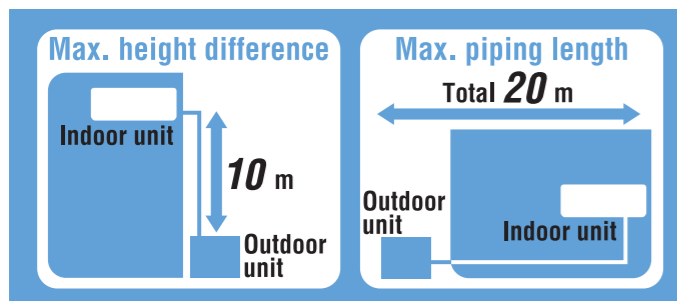 Max. height difference
Indoor unit
10 m
Outdoor
unit
Max. piping length
Total 20 m
Outdoor
unit
Indoor unit